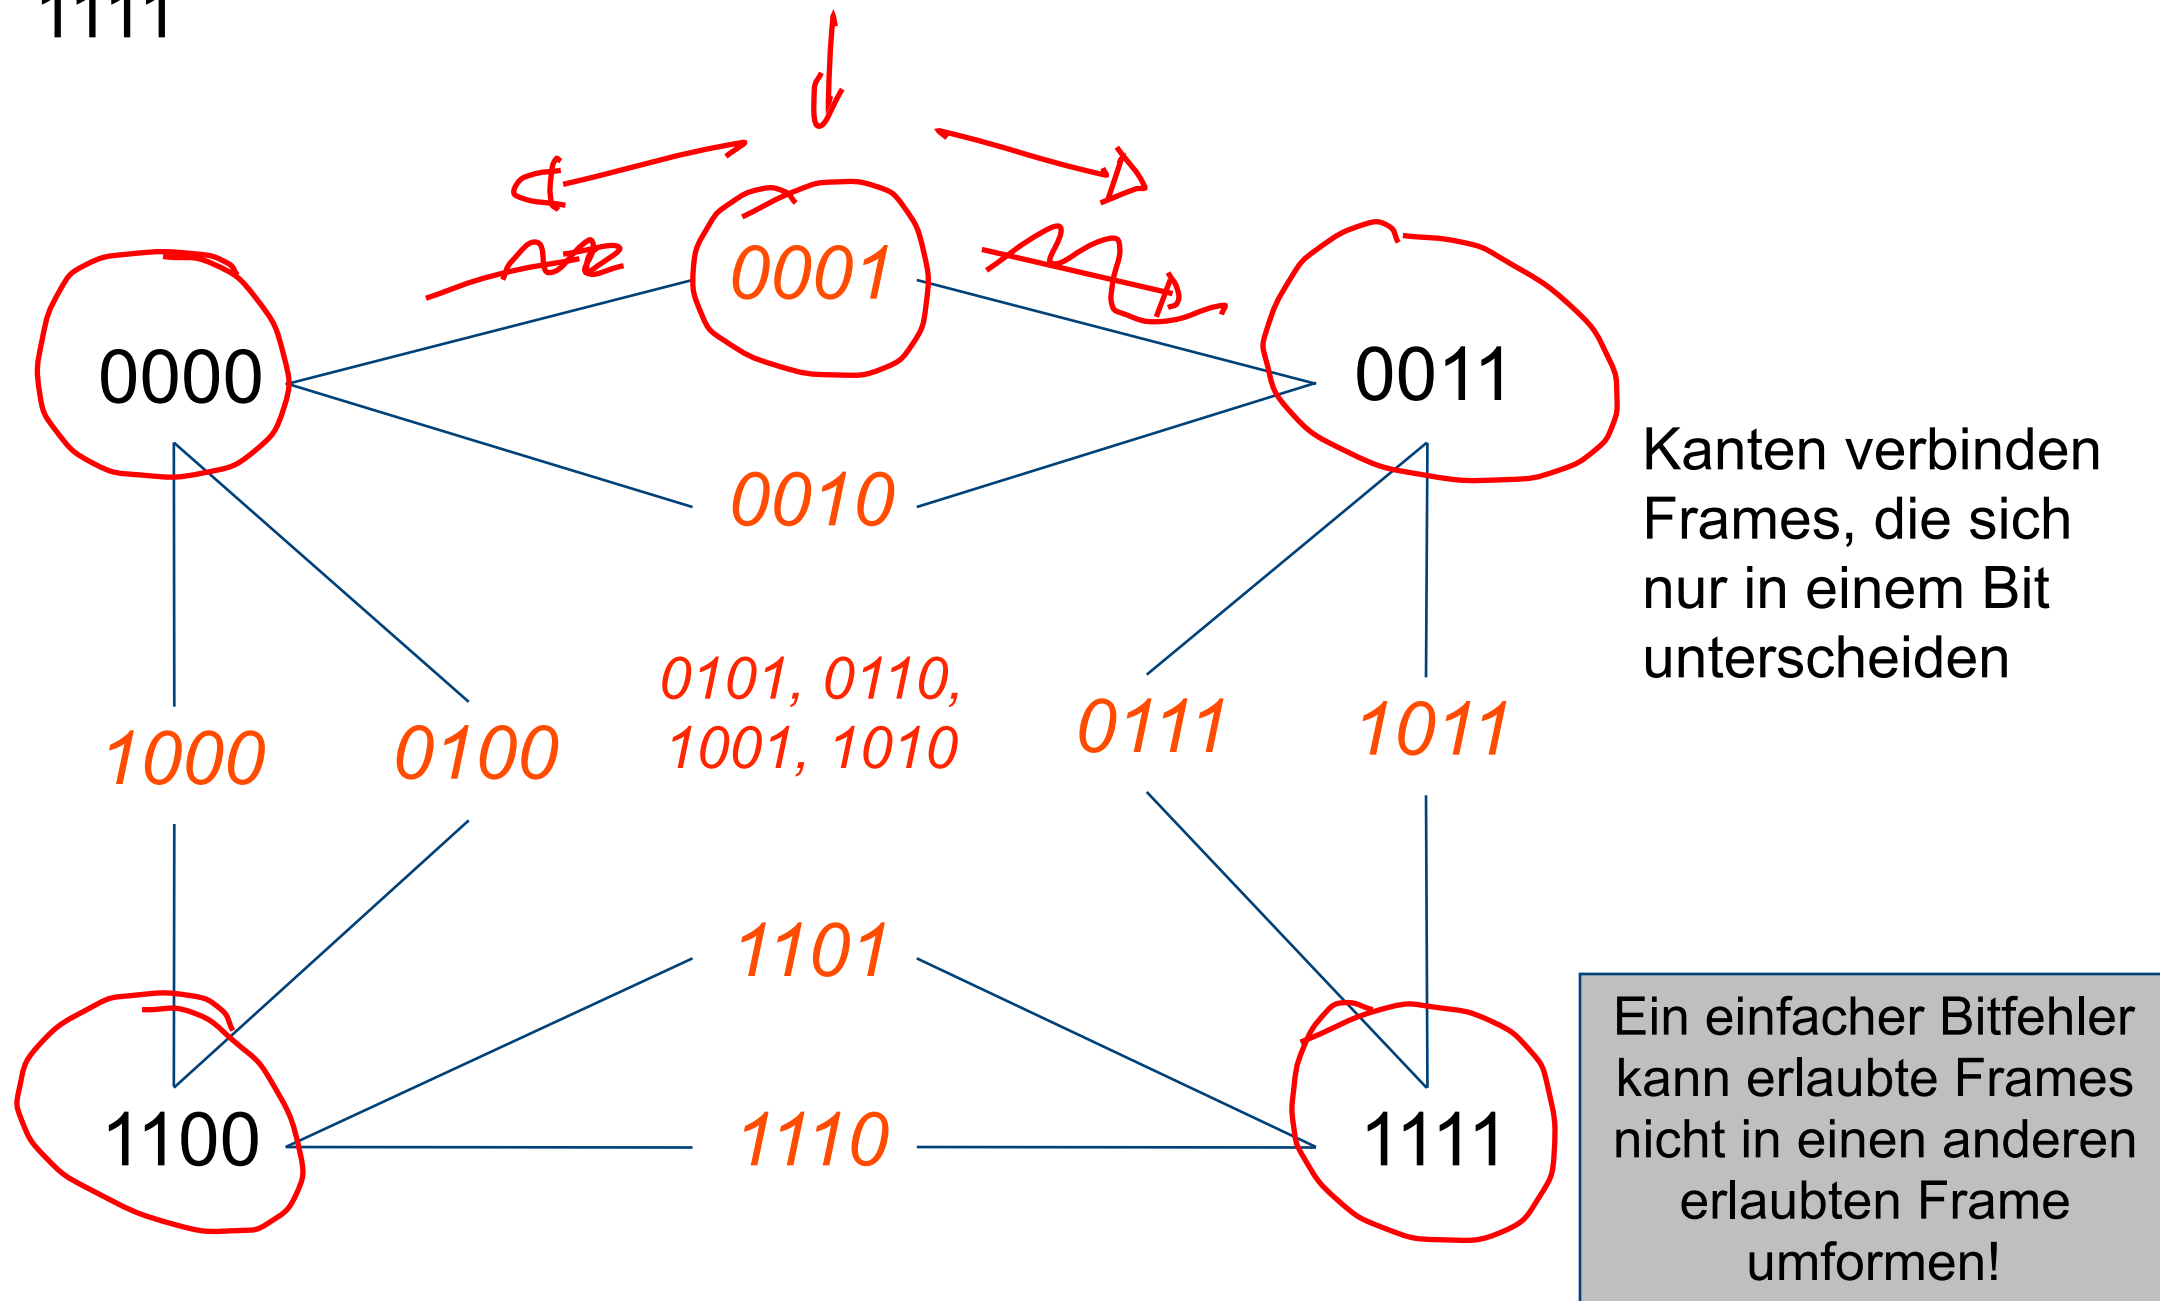 1111
0001
0000
0011
0010
Kanten verbinden
Frames, die sich
nur in einem Bit
unterscheiden
0101, 0110,
1001, 1010
1000
0100
0111
1011
1101
1100
1110
1111
Ein einfacher Bitfehler
kann erlaubte Frames
nicht in einen anderen
erlaubten Frame
umformen!